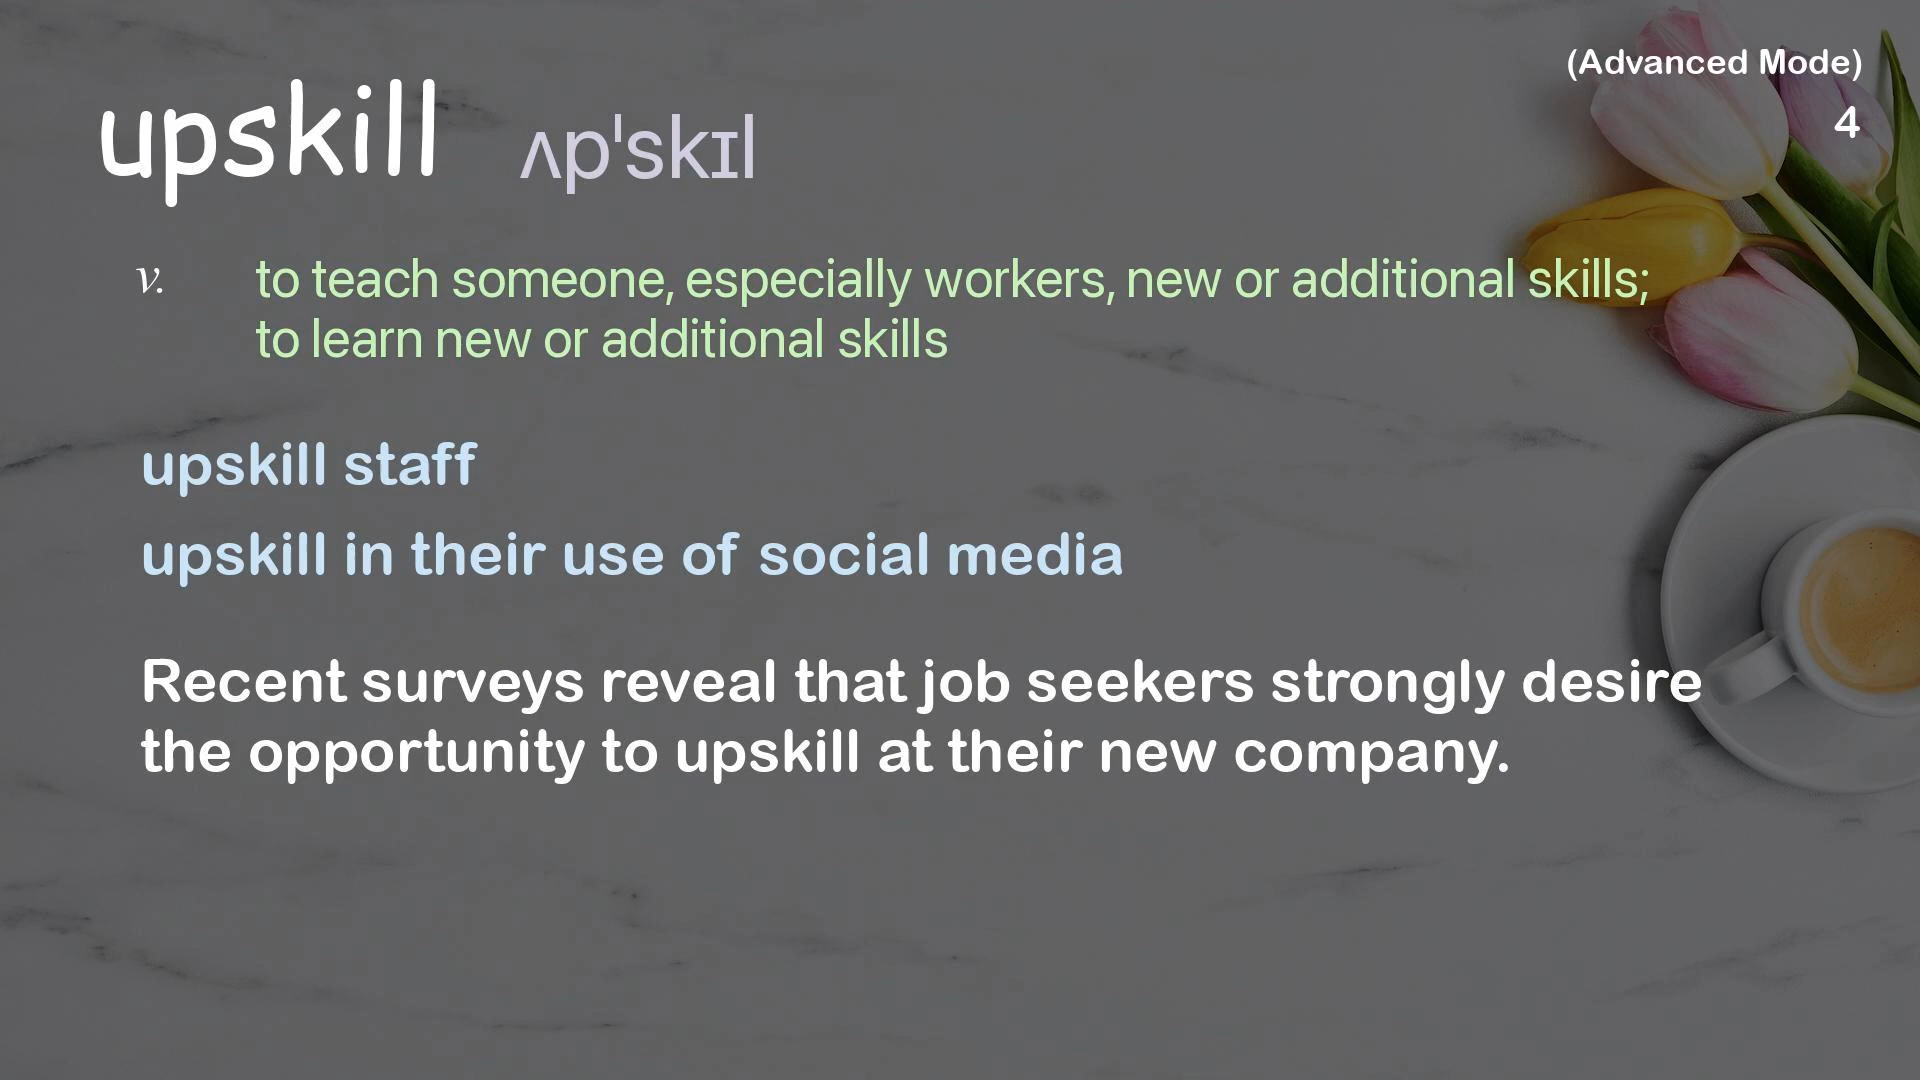 (Advanced Mode)
upskill ʌpˈskɪl
4
v. to teach someone, especially workers, new or additional skills;
to learn new or additional skills
upskill staff
upskill in their use of social media
Recent surveys reveal that job seekers strongly desire
the opportunity to upskill at their new company.